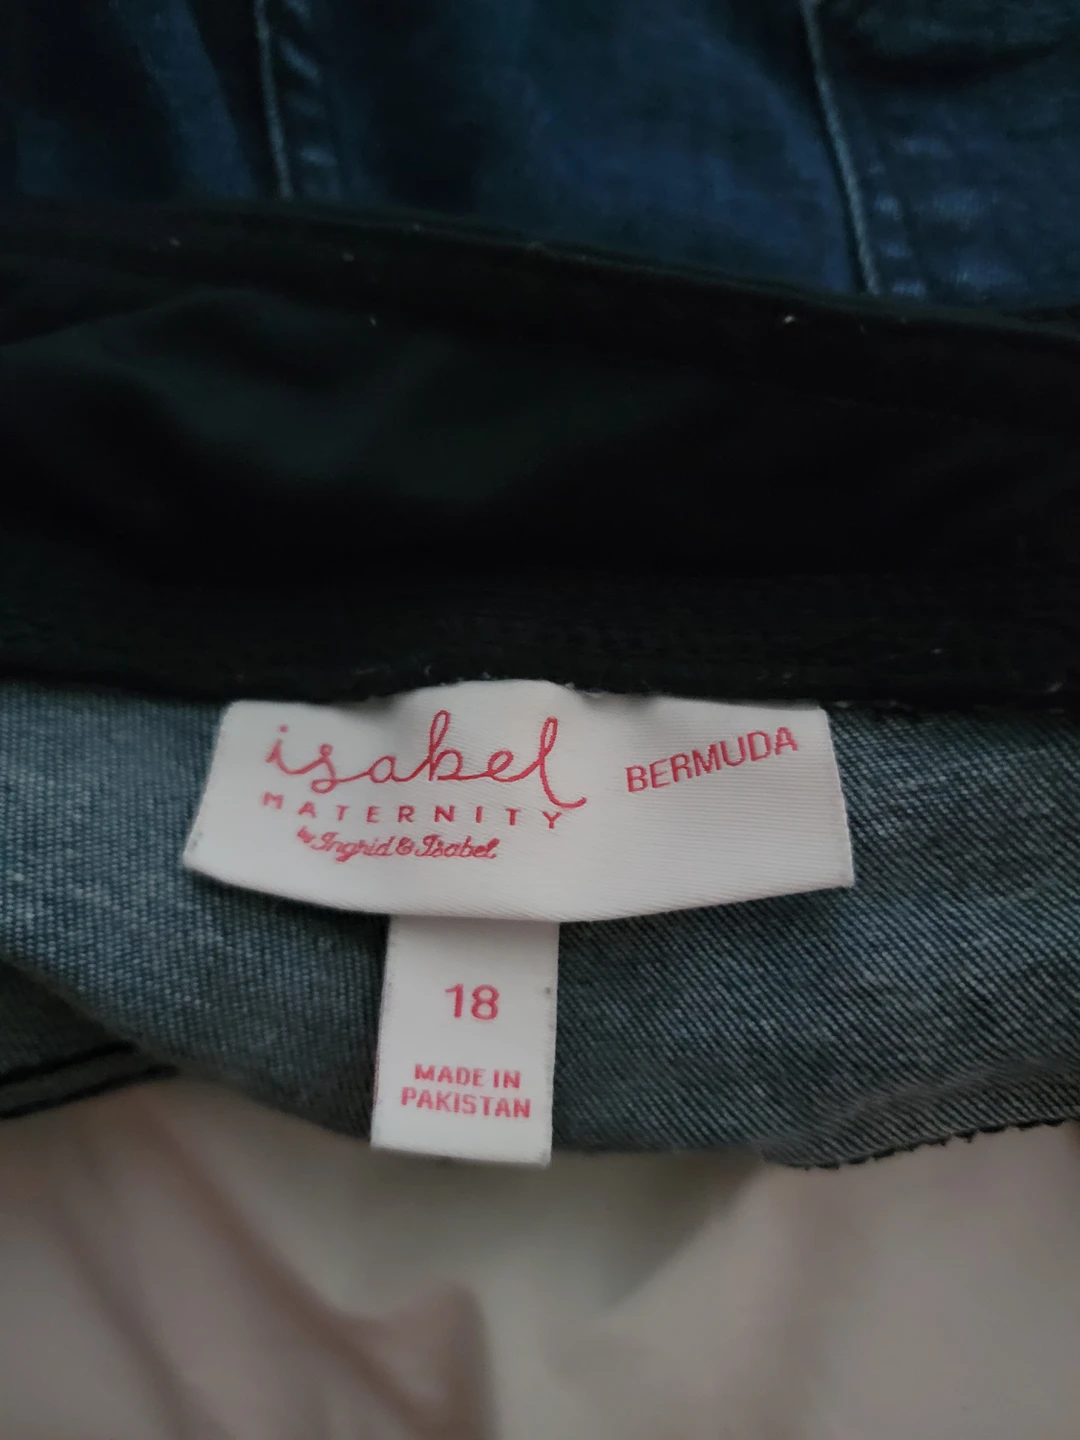 isabel
MATERNITY
by Ingrid & Isabel
BERMUDA
18
MADE IN
PAKISTAN